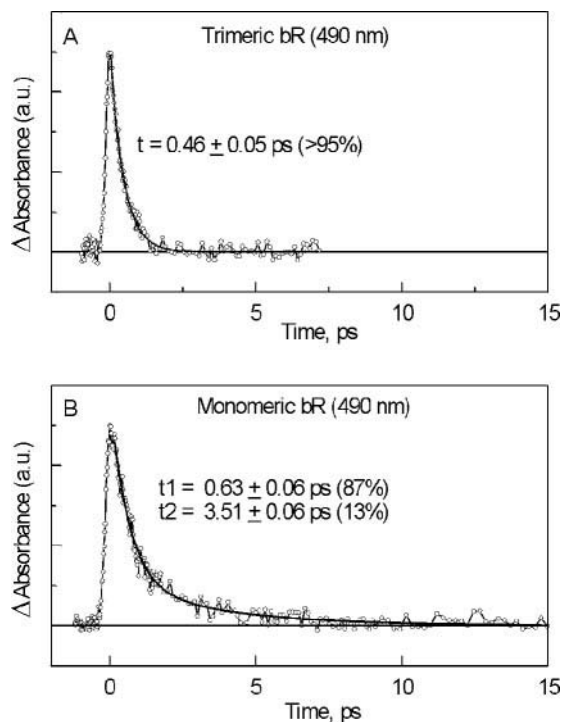 A
Trimeric bR (490 nm)
t = 0.46 ± 0.05 ps (>95%)
Δ Absorbance (a.u.)
0 5 10 15
Time, ps
B
Monomeric bR (490 nm)
t1 = 0.63 ± 0.06 ps (87%)
t2 = 3.51 ± 0.06 ps (13%)
Δ Absorbance (a.u.)
0 5 10 15
Time, ps